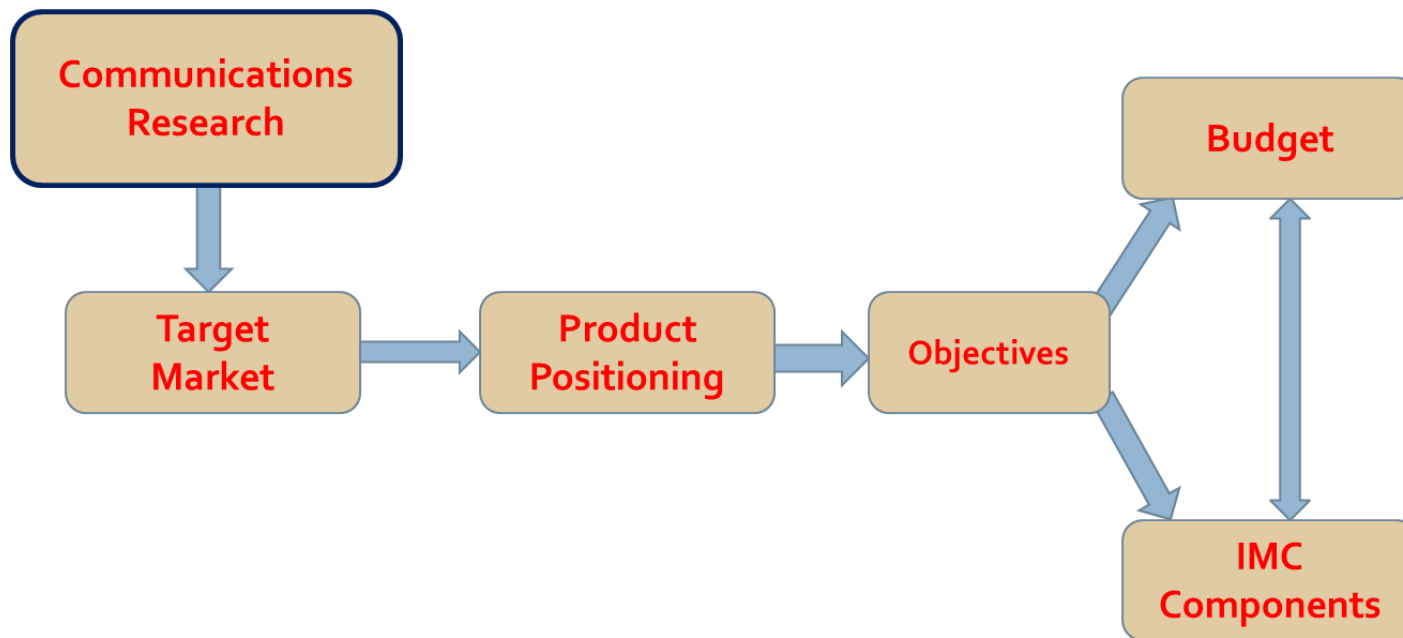 Communications
Research
Budget
Target
Market
Product
Positioning
Objectives
IMC
Components